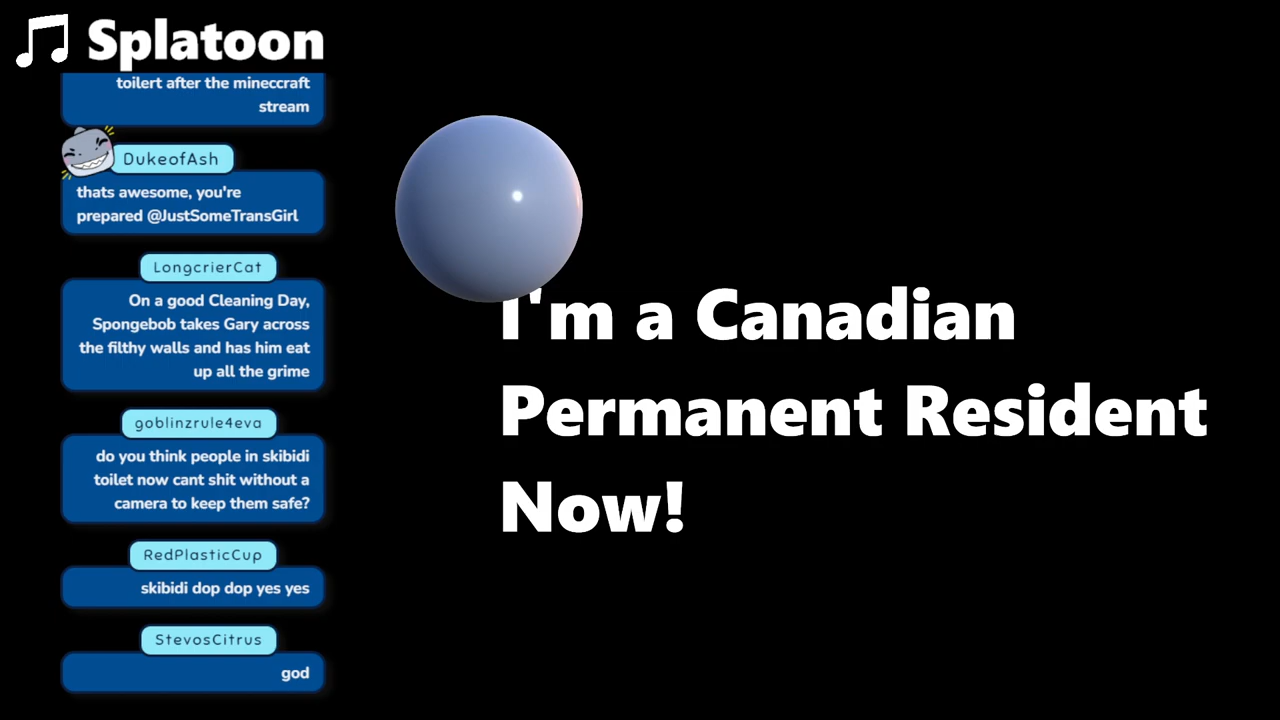 Splatoon
toilert after the mineccraft
stream
DukeofAsh
thats awesome, you're
prepared @JustSomeTransGirl
LongcrierCat
On a good Cleaning Day,
Spongebob takes Gary across
the filthy walls and has him eat
up all the grime
goblinzrule4eva
do you think people in skibidi
toilet now cant shit without a
camera to keep them safe?
RedPlasticCup
skibidi dop dop yes yes
StevosCitrus
god
I'm a Canadian
Permanent Resident
Now!